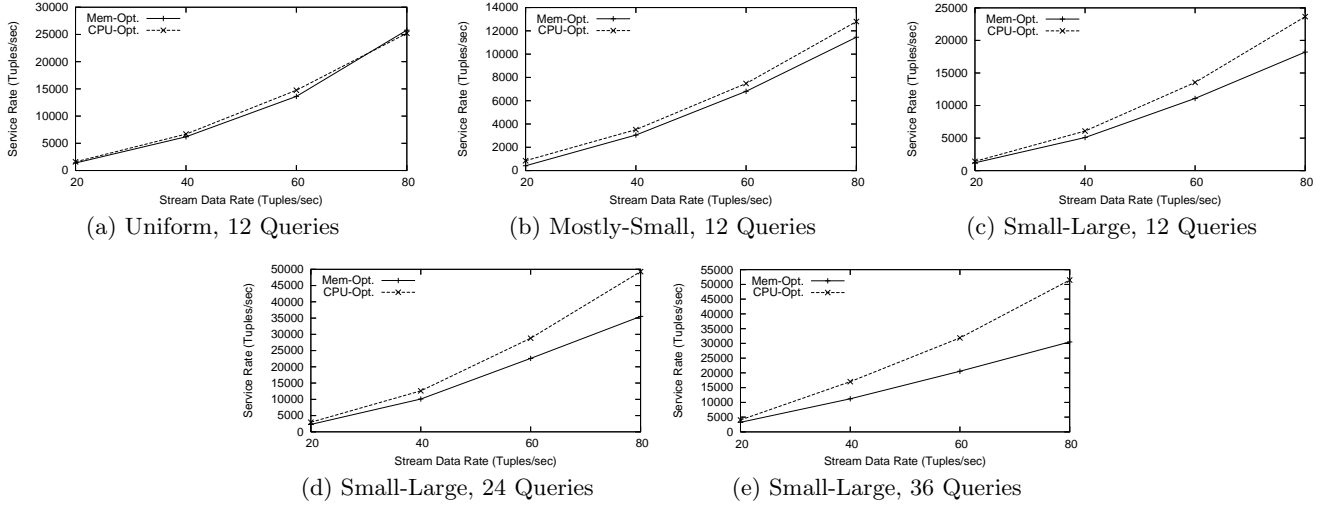 30000
25000
20000
15000
10000
5000
0
Service Rate (Tuples/sec)
Mem-Opt.
CPU-Opt.
20 40 60 80
Stream Data Rate (Tuples/sec)
(a) Uniform, 12 Queries
14000
12000
10000
8000
6000
4000
2000
0
Service Rate (Tuples/sec)
Mem-Opt.
CPU-Opt.
20 40 60 80
Stream Data Rate (Tuples/sec)
(b) Mostly-Small, 12 Queries
25000
20000
15000
10000
5000
0
Service Rate (Tuples/sec)
Mem-Opt.
CPU-Opt.
20 40 60 80
Stream Data Rate (Tuples/sec)
(c) Small-Large, 12 Queries
50000
45000
40000
35000
30000
25000
20000
15000
10000
5000
0
Service Rate (Tuples/sec)
Mem-Opt.
CPU-Opt.
20 40 60 80
Stream Data Rate (Tuples/sec)
(d) Small-Large, 24 Queries
55000
50000
45000
40000
35000
30000
25000
20000
15000
10000
5000
0
Service Rate (Tuples/sec)
Mem-Opt.
CPU-Opt.
20 40 60 80
Stream Data Rate (Tuples/sec)
(e) Small-Large, 36 Queries